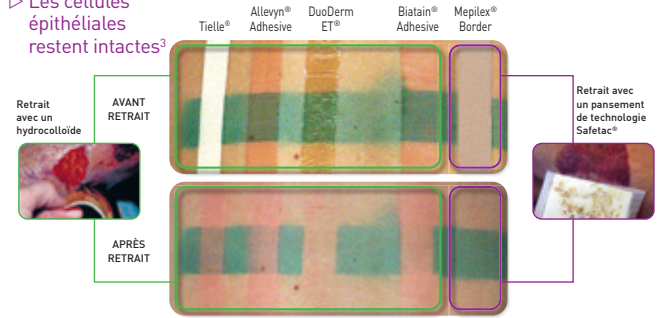 ▷ Les cellules
épithéliales
restent intactes³
Tielle®
Allevyn®
Adhesive
DuoDerm
ET®
Biatain®
Adhesive
Mepilex®
Border
Retrait
avec un
hydrocolloïde
AVANT
RETRAIT
Retrait avec
un pansement
de technologie
Safetac®
APRÈS
RETRAIT